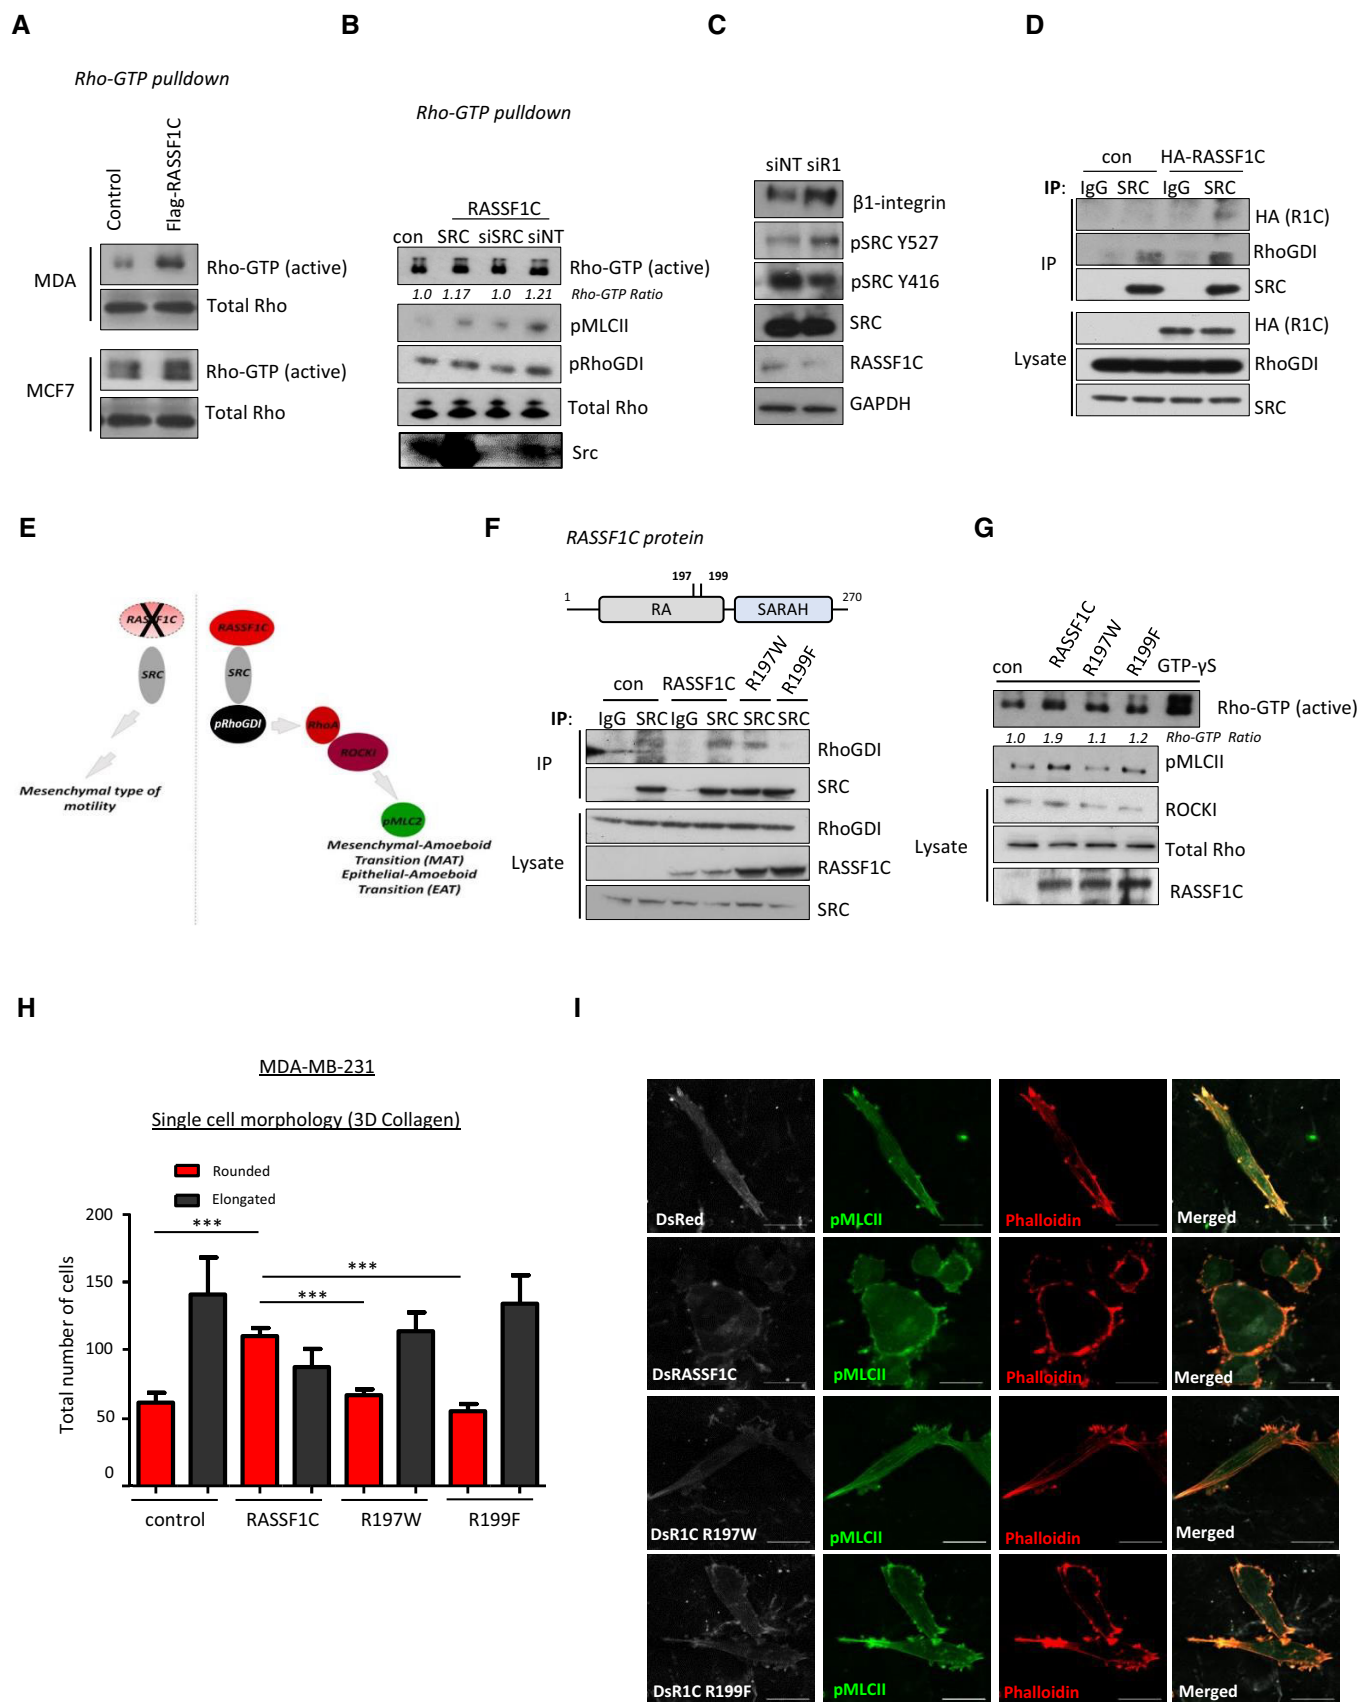 A
B
C
D
Rho-GTP pulldown
Control
Flag-RASSF1C
MDA
Rho-GTP (active)
Total Rho
MCF7
Rho-GTP (active)
Total Rho
Rho-GTP pulldown
RASSF1C
con SRC siSRC siNT
Rho-GTP (active)
1.0 1.17 1.0 1.21 Rho-GTP Ratio
pMLCII
pRhoGDI
Total Rho
Src
siNT siR1
β1-integrin
pSRC Y527
pSRC Y416
SRC
RASSF1C
GAPDH
con HA-RASSF1C
IP: IgG SRC IgG SRC
IP
HA (R1C)
RhoGDI
SRC
Lysate
HA (R1C)
RhoGDI
SRC
E
F
G
RASSF1C
SRC
Mesenchymal type of
motility
RASSF1C
SRC
pRhoGDI
RhoA
ROCKI
pMLC2
Mesenchymal-Amoeboid
Transition (MAT)
Epithelial-Amoeboid
Transition (EAT)
RASSF1C protein
197 199
1 RA SARAH 270
con RASSF1C R197W R199F
IP: IgG SRC IgG SRC SRC SRC
IP
RhoGDI
SRC
Lysate
RhoGDI
RASSF1C
SRC
con RASSF1C R197W R199F GTP-γS
Rho-GTP (active)
1.0 1.9 1.1 1.2 Rho-GTP Ratio
pMLCII
Lysate
ROCKI
Total Rho
RASSF1C
H
I
MDA-MB-231
Single cell morphology (3D Collagen)
Rounded
Elongated
Total number of cells
200
150
100
50
0
***
***
***
control RASSF1C R197W R199F
DsRed pMLCII Phalloidin Merged
DsRASSF1C pMLCII Phalloidin Merged
DsR1C R197W pMLCII Phalloidin Merged
DsR1C R199F pMLCII Phalloidin Merged